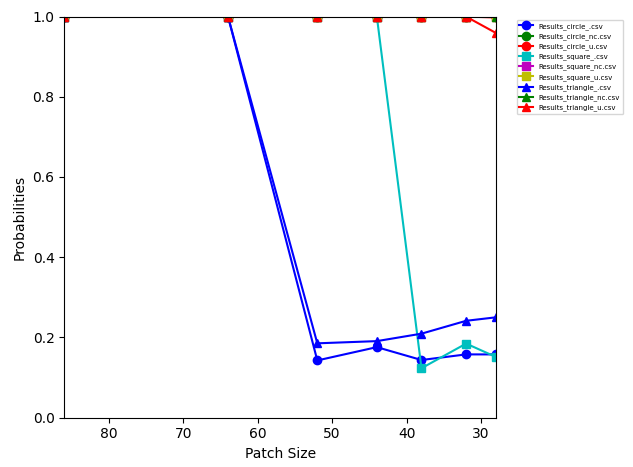 1.0
0.8
0.6
0.4
0.2
0.0
Probabilities
80 70 60 50 40 30
Patch Size
Results_circle_.csv
Results_circle_nc.csv
Results_circle_u.csv
Results_square_.csv
Results_square_nc.csv
Results_square_u.csv
Results_triangle_.csv
Results_triangle_nc.csv
Results_triangle_u.csv